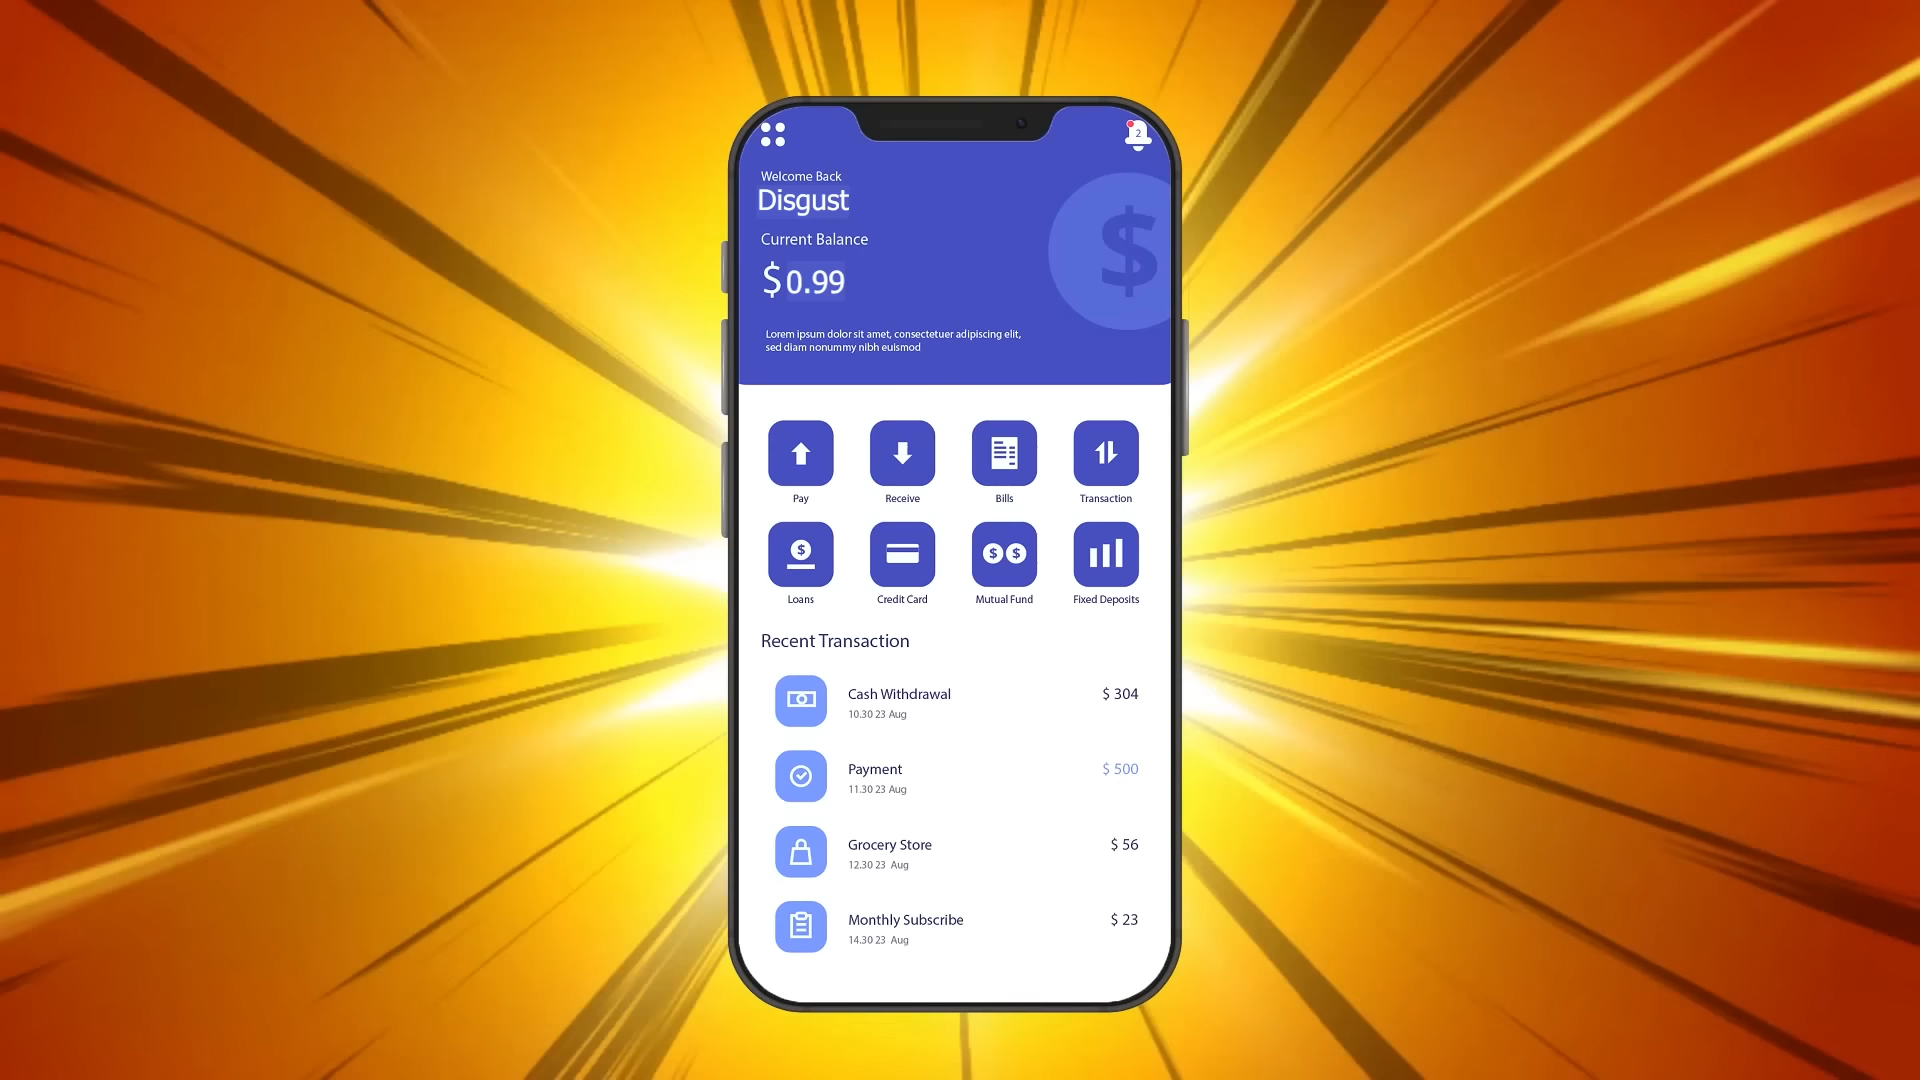 2
Welcome Back
Disgust
Current Balance
$ 0.99
$
Lorem ipsum dolor sit amet, consectetuer adipiscing elit,
sed diam nonummy nibh euismod
Pay Receive Bills Transaction
$ $ $
Loans Credit Card Mutual Fund Fixed Deposits
Recent Transaction
Cash Withdrawal $ 304
10.30 23 Aug
Payment $ 500
11.30 23 Aug
Grocery Store $ 56
12.30 23 Aug
Monthly Subscribe $ 23
14.30 23 Aug